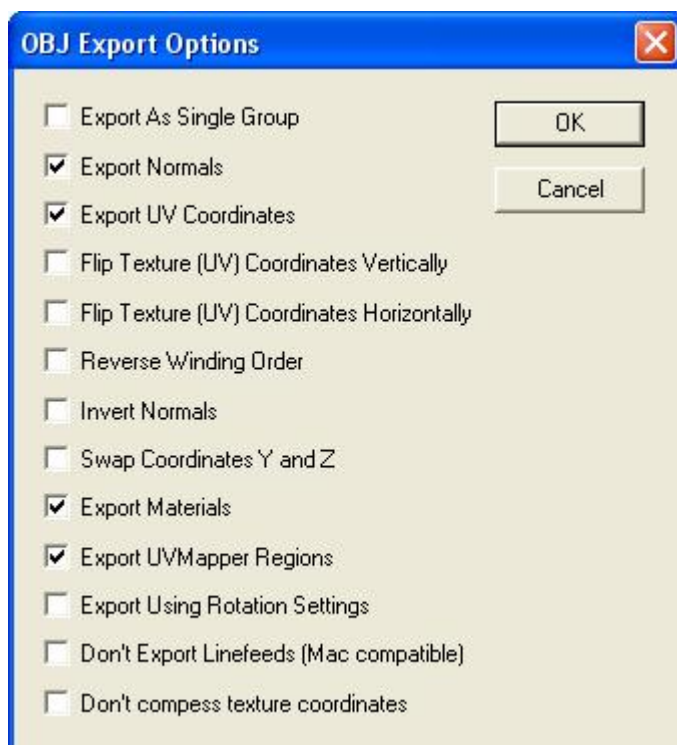 OBJ Export Options
Export As Single Group
OK
Export Normals
Cancel
Export UV Coordinates
Flip Texture (UV) Coordinates Vertically
Flip Texture (UV) Coordinates Horizontally
Reverse Winding Order
Invert Normals
Swap Coordinates Y and Z
Export Materials
Export UVMapper Regions
Export Using Rotation Settings
Don't Export Linefeeds (Mac compatible)
Don't compess texture coordinates